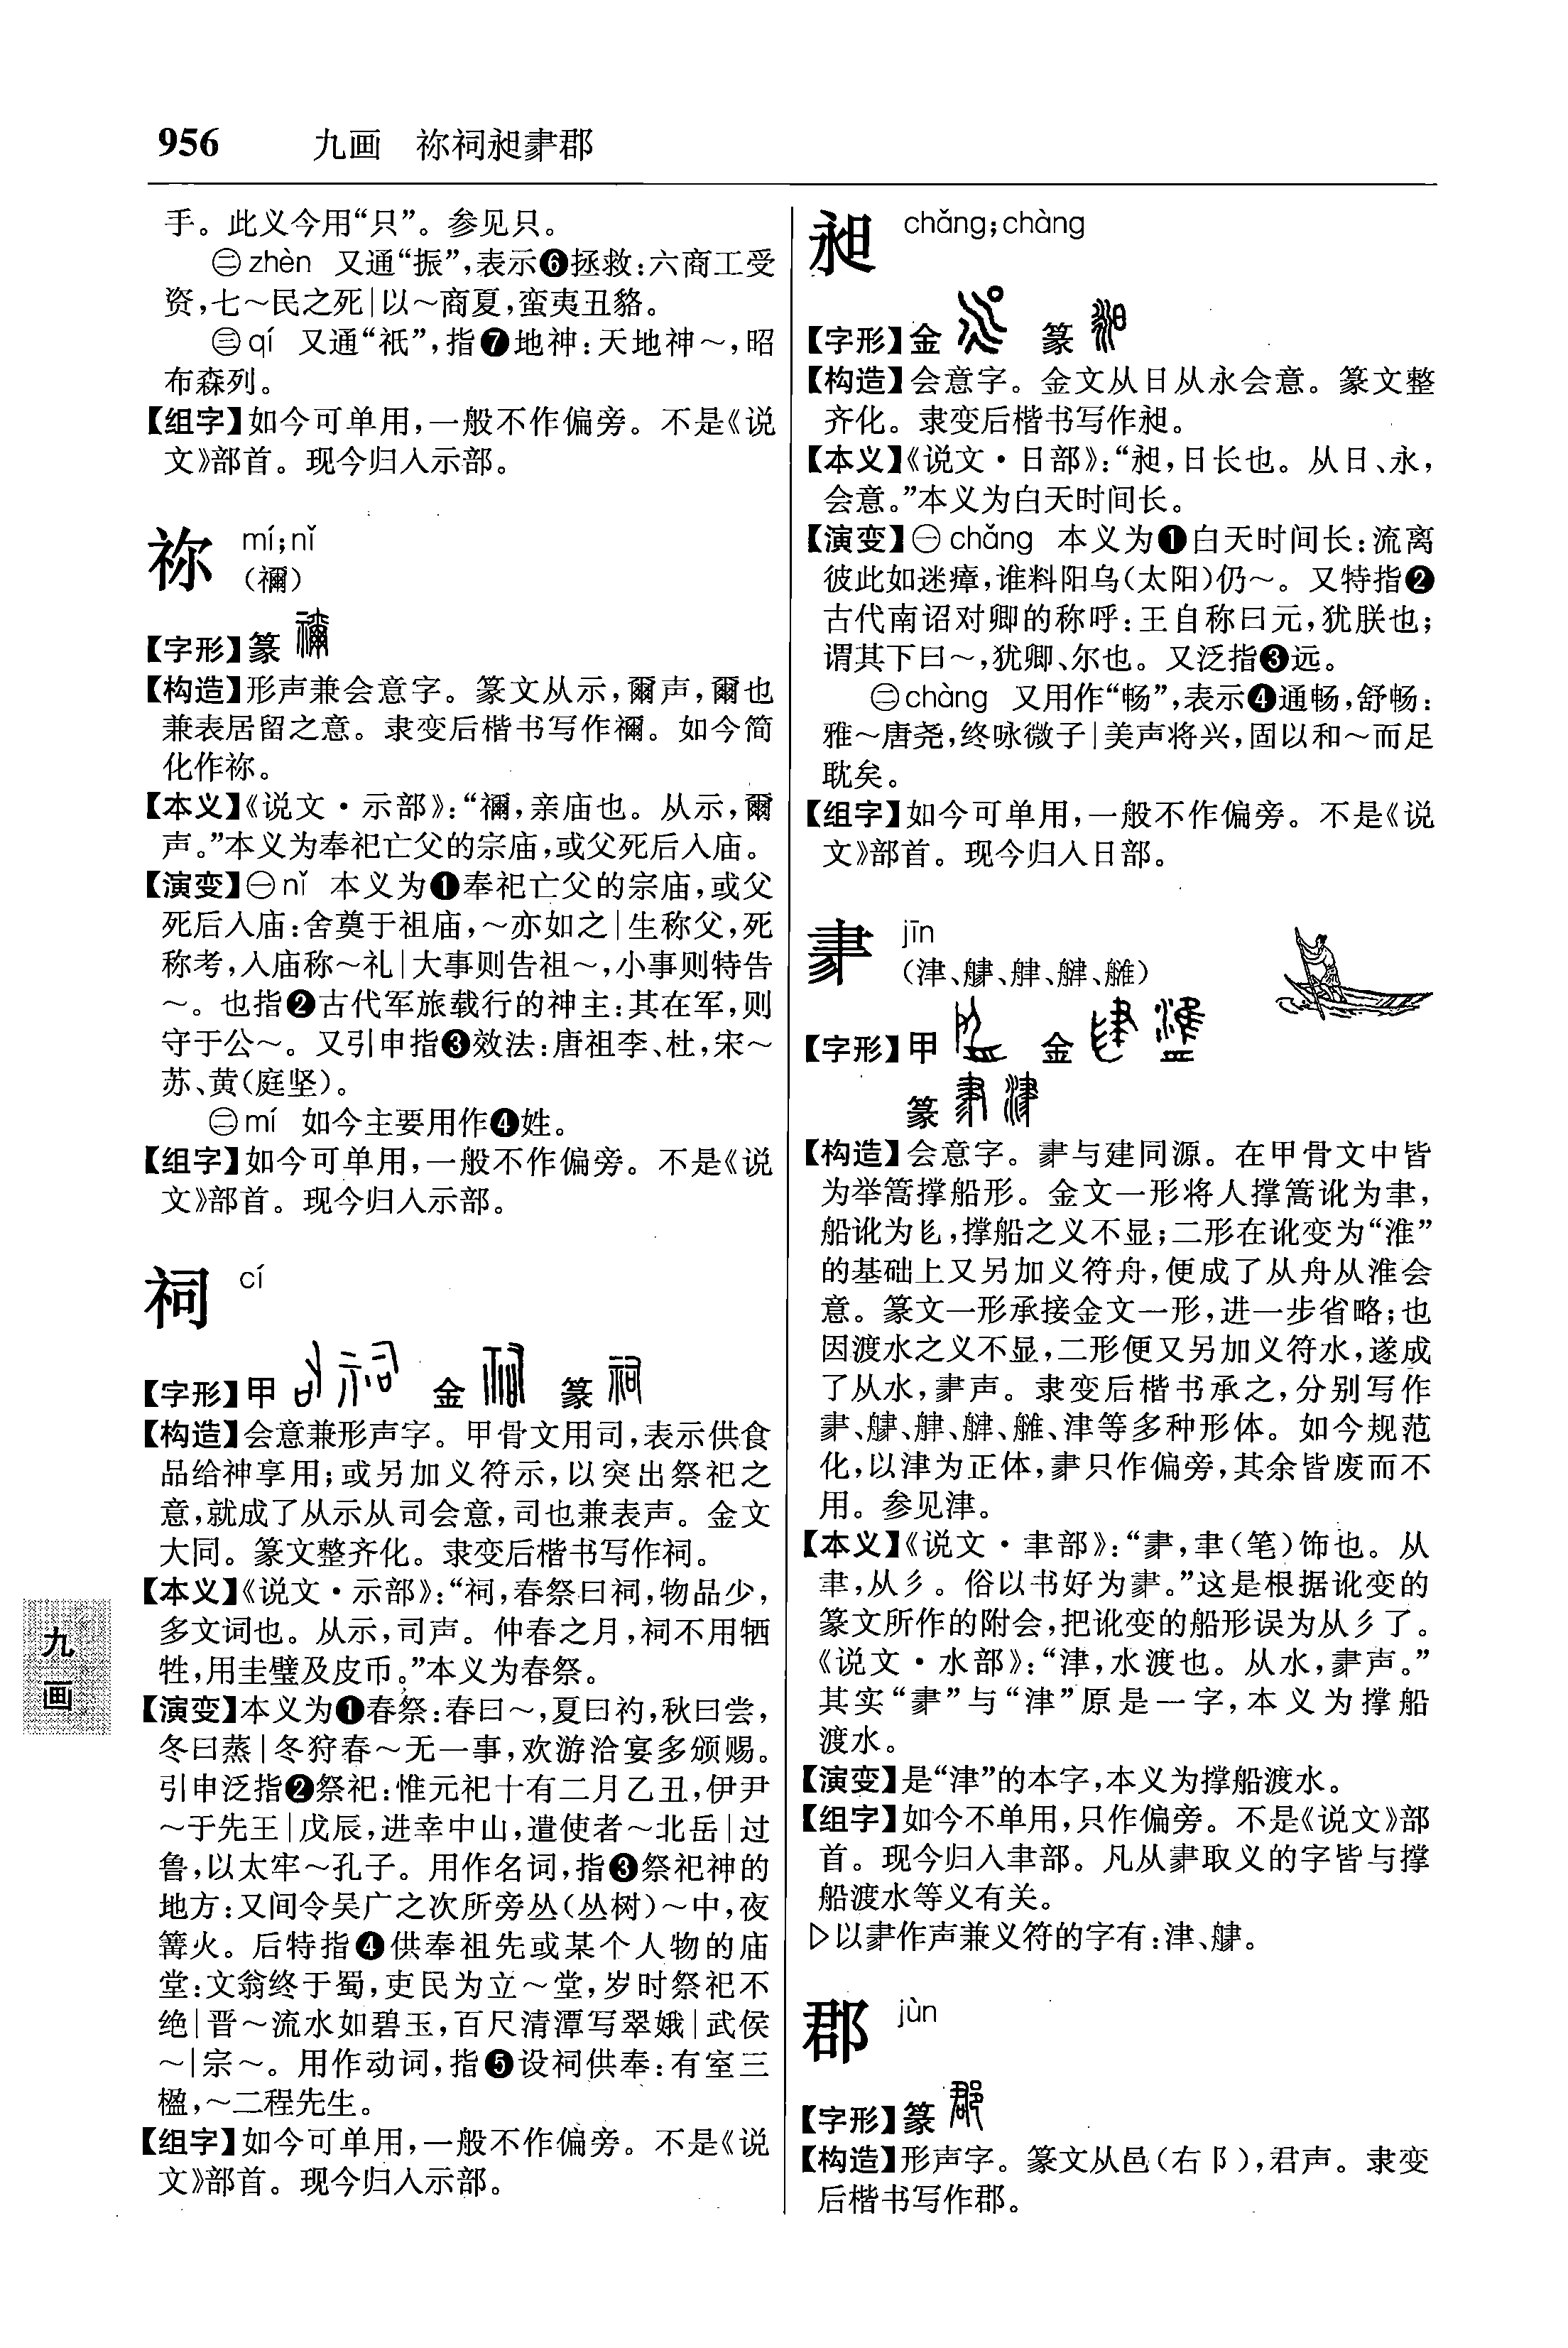 956 九画 祢祠昶𦘔郡
手。此义今用“只”。参见只。
㊁zhèn 又通“振”,表示❻拯救:六商工受
资,七～民之死|以～商夏,蛮夷丑貉。
㊂qí 又通“祇”,指❼地神:天地神～,昭
布森列。
【组字】如今可单用,一般不作偏旁。不是《说
文》部首。现今归入示部。
祢 mí;nǐ
(禰)
【字形】篆
【构造】形声兼会意字。篆文从示,爾声,爾也
兼表居留之意。隶变后楷书写作禰。如今简
化作祢。
【本义】《说文·示部》:“禰,亲庙也。从示,爾
声。”本义为奉祀亡父的宗庙,或父死后入庙。
【演变】㊀nǐ 本义为❶奉祀亡父的宗庙,或父
死后入庙:舍奠于祖庙,～亦如之|生称父,死
称考,入庙称～礼|大事则告祖～,小事则特告
～。也指❷古代军旅载行的神主:其在军,则
守于公～。又引申指❸效法:唐祖李、杜,宋～
苏、黄(庭坚)。
㊁mí 如今主要用作❹姓。
【组字】如今可单用,一般不作偏旁。不是《说
文》部首。现今归入示部。
祠 cí
【字形】甲 金 篆
【构造】会意兼形声字。甲骨文用司,表示供食
品给神享用;或另加义符示,以突出祭祀之
意,就成了从示从司会意,司也兼表声。金文
大同。篆文整齐化。隶变后楷书写作祠。
【本义】《说文·示部》:“祠,春祭曰祠,物品少,
多文词也。从示,司声。仲春之月,祠不用牺
牲,用圭璧及皮币。”本义为春祭。
【演变】本义为❶春祭:春曰～,夏曰礿,秋曰尝,
冬曰蒸|冬狩春～无一事,欢游洽宴多颁赐。
引申泛指❷祭祀:惟元祀十有二月乙丑,伊尹
～于先王|戊辰,进幸中山,遣使者～北岳|过
鲁,以太牢～孔子。用作名词,指❸祭祀神的
地方:又间令吴广之次所旁丛(丛树)～中,夜
篝火。后特指❹供奉祖先或某个人物的庙
堂:文翁终于蜀,吏民为立～堂,岁时祭祀不
绝|晋～流水如碧玉,百尺清潭写翠娥|武侯
～|宗～。用作动词,指❺设祠供奉:有室三
楹,～二程先生。
【组字】如今可单用,一般不作偏旁。不是《说
文》部首。现今归入示部。
九画
昶 chǎng;chàng
【字形】金 篆
【构造】会意字。金文从日从永会意。篆文整
齐化。隶变后楷书写作昶。
【本义】《说文·日部》:“昶,日长也。从日、永,
会意。”本义为白天时间长。
【演变】㊀chǎng 本义为❶白天时间长:流离
彼此如迷瘴,谁料阳乌(太阳)仍～。又特指❷
古代南诏对卿的称呼:王自称曰元,犹朕也;
谓其下曰～,犹卿、尔也。又泛指❸远。
㊁chàng 又用作“畅”,表示❹通畅,舒畅:
雅～唐尧,终咏微子|美声将兴,固以和～而足
耽矣。
【组字】如今可单用,一般不作偏旁。不是《说
文》部首。现今归入日部。
𦘔 jīn
(津、
【字形】甲 金
篆
【构造】会意字。𦘔与建同源。在甲骨文中皆
为举篙撑船形。金文一形将人撑篙讹为聿,
船讹为,撑船之义不显;二形在讹变为“淮”
的基础上又另加义符舟,便成了从舟从淮会
意。篆文一形承接金文一形,进一步省略;也
因渡水之义不显,二形便又另加义符水,遂成
了从水,𦘔声。隶变后楷书承之,分别写作
𦘔、津等多种形体。如今规范
化,以津为正体,𦘔只作偏旁,其余皆废而不
用。参见津。
【本义】《说文·聿部》:“𦘔,聿(笔)饰也。从
聿,从彡。俗以书好为𦘔。”这是根据讹变的
篆文所作的附会,把讹变的船形误为从彡了。
《说文·水部》:“津,水渡也。从水,𦘔声。”
其实“𦘔”与“津”原是一字,本义为撑船
渡水。
【演变】是“津”的本字,本义为撑船渡水。
【组字】如今不单用,只作偏旁。不是《说文》部
首。现今归入聿部。凡从𦘔取义的字皆与撑
船渡水等义有关。
▷以𦘔作声兼义符的字有:津、
郡 jùn
【字形】篆
【构造】形声字。篆文从邑(右阝),君声。隶变
后楷书写作郡。